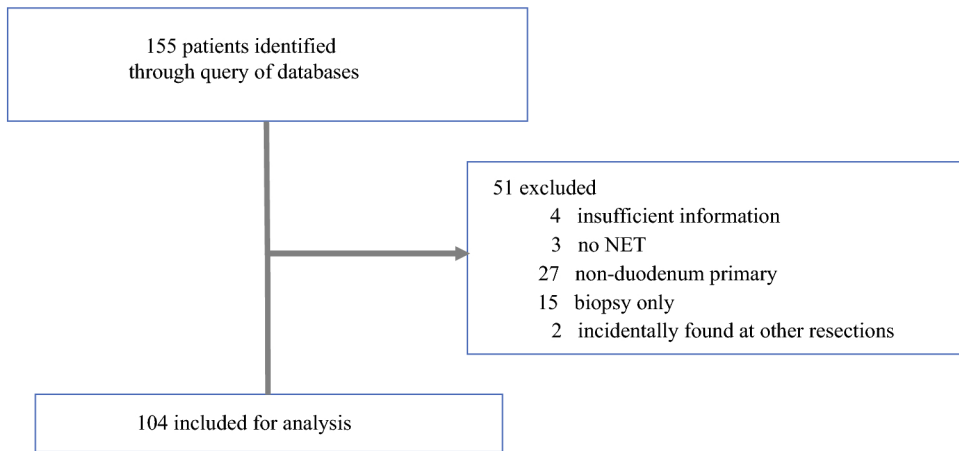 155 patients identified
through query of databases
51 excluded
4 insufficient information
3 no NET
27 non-duodenum primary
15 biopsy only
2 incidentally found at other resections
104 included for analysis